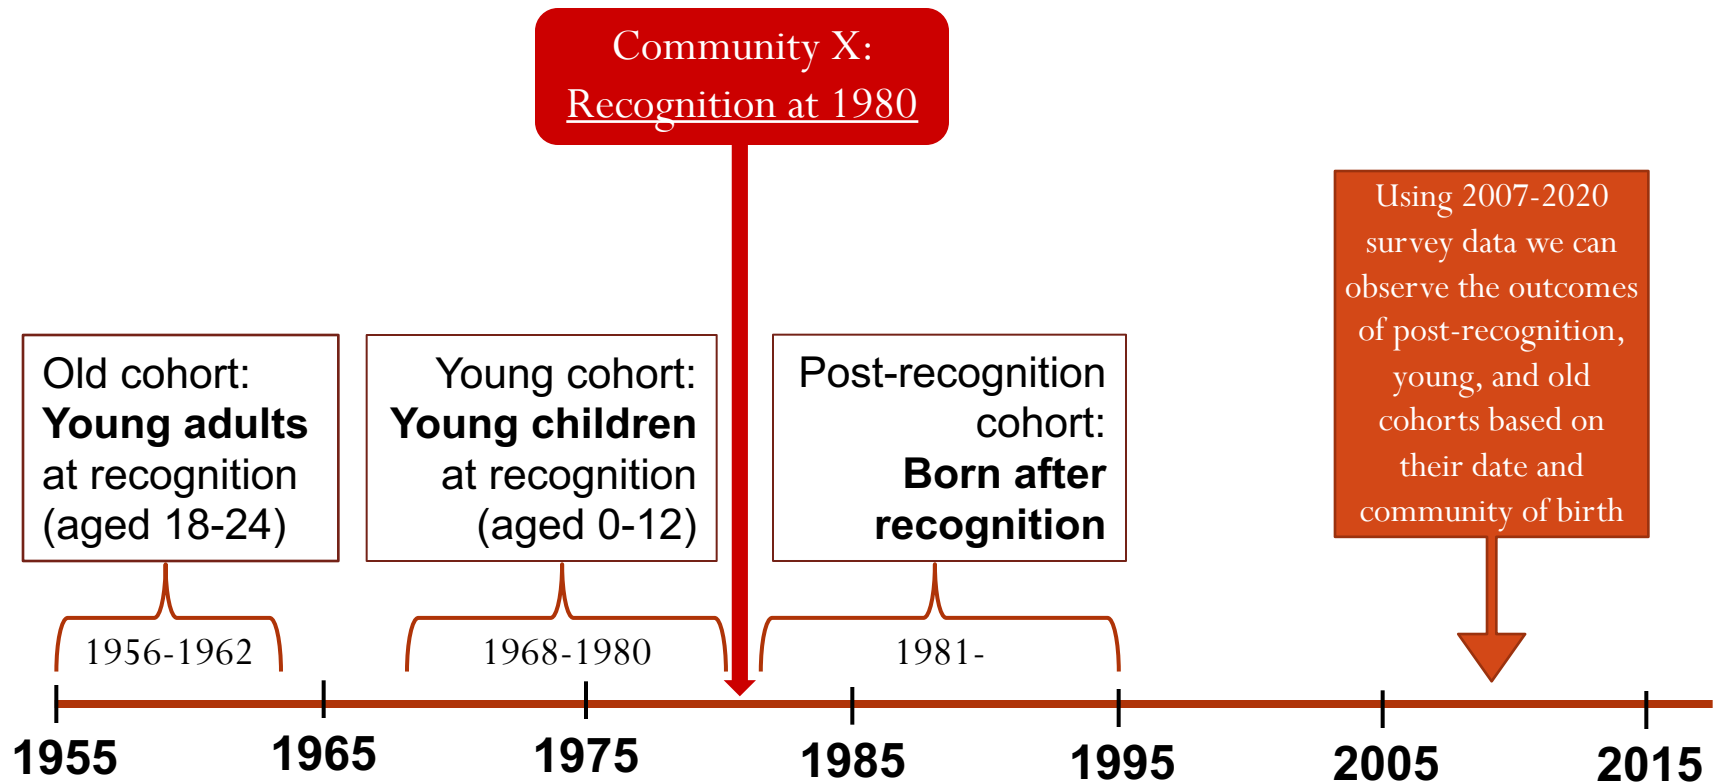 Community X:
Recognition at 1980
Using 2007-2020
survey data we can
observe the outcomes
of post-recognition,
young, and old
cohorts based on
their date and
community of birth
Old cohort:
Young adults
at recognition
(aged 18-24)
Young cohort:
Young children
at recognition
(aged 0-12)
Post-recognition
cohort:
Born after
recognition
1956-1962
1968-1980
1981-
1955
1965
1975
1985
1995
2005
2015